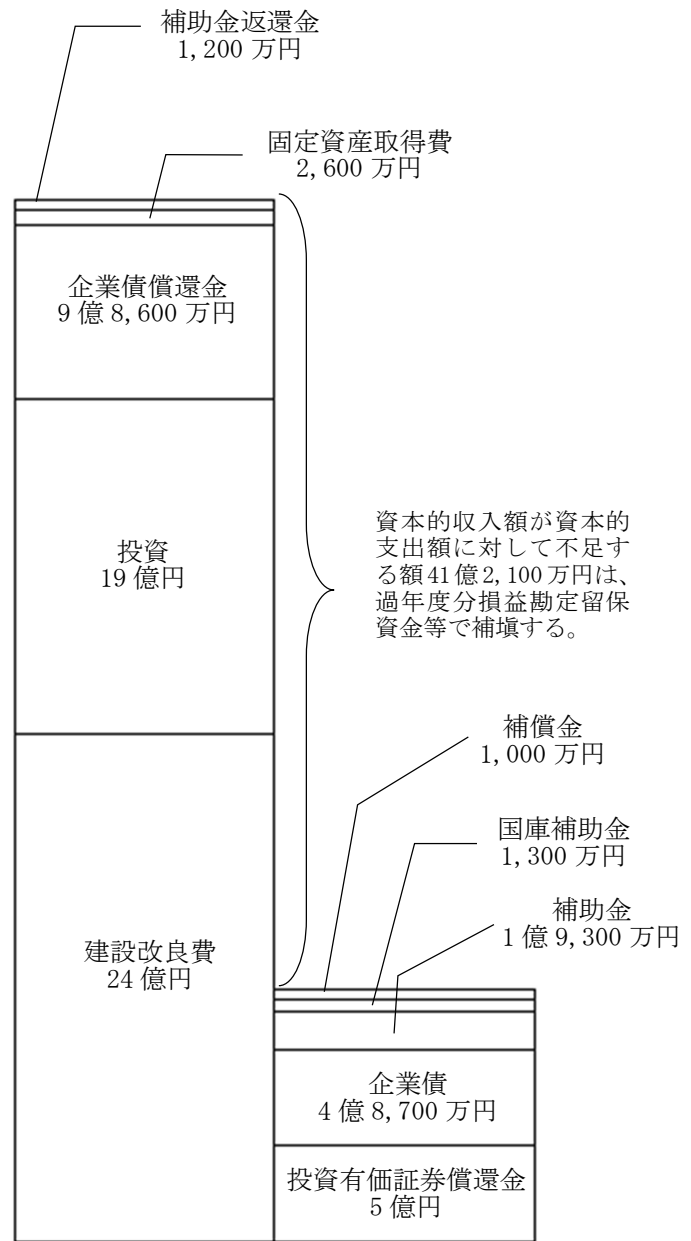 補助金返還金
1,200 万円
固定資産取得費
2,600 万円
企業債償還金
9 億 8,600 万円
投資
19 億円
資本的収入額が資本的
支出額に対して不足す
る額 41 億 2,100 万円は、
過年度分損益勘定留保
資金等で補塡する。
補償金
1,000 万円
国庫補助金
1,300 万円
補助金
1 億 9,300 万円
建設改良費
24 億円
企業債
4 億 8,700 万円
投資有価証券償還金
5 億円